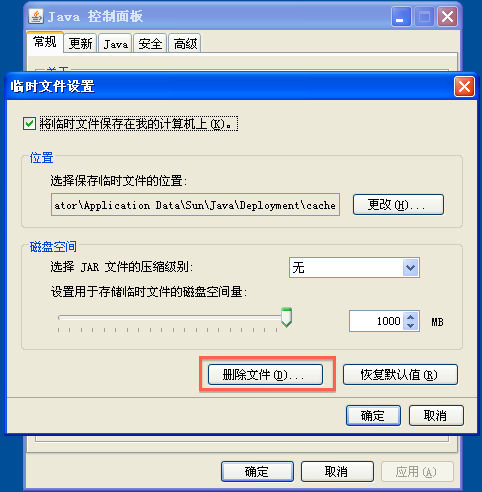 Java 控制面板
常规 更新 Java 安全 高级
关于
临时文件设置
将临时文件保存在我的计算机上(K)。
位置
选择保存临时文件的位置:
ator\Application Data\Sun\Java\Deployment\cache
更改(H)...
磁盘空间
选择 JAR 文件的压缩级别:
无
设置用于存储临时文件的磁盘空间量:
1000 MB
删除文件(D)...
恢复默认值(R)
确定 取消
确定 取消 应用(A)